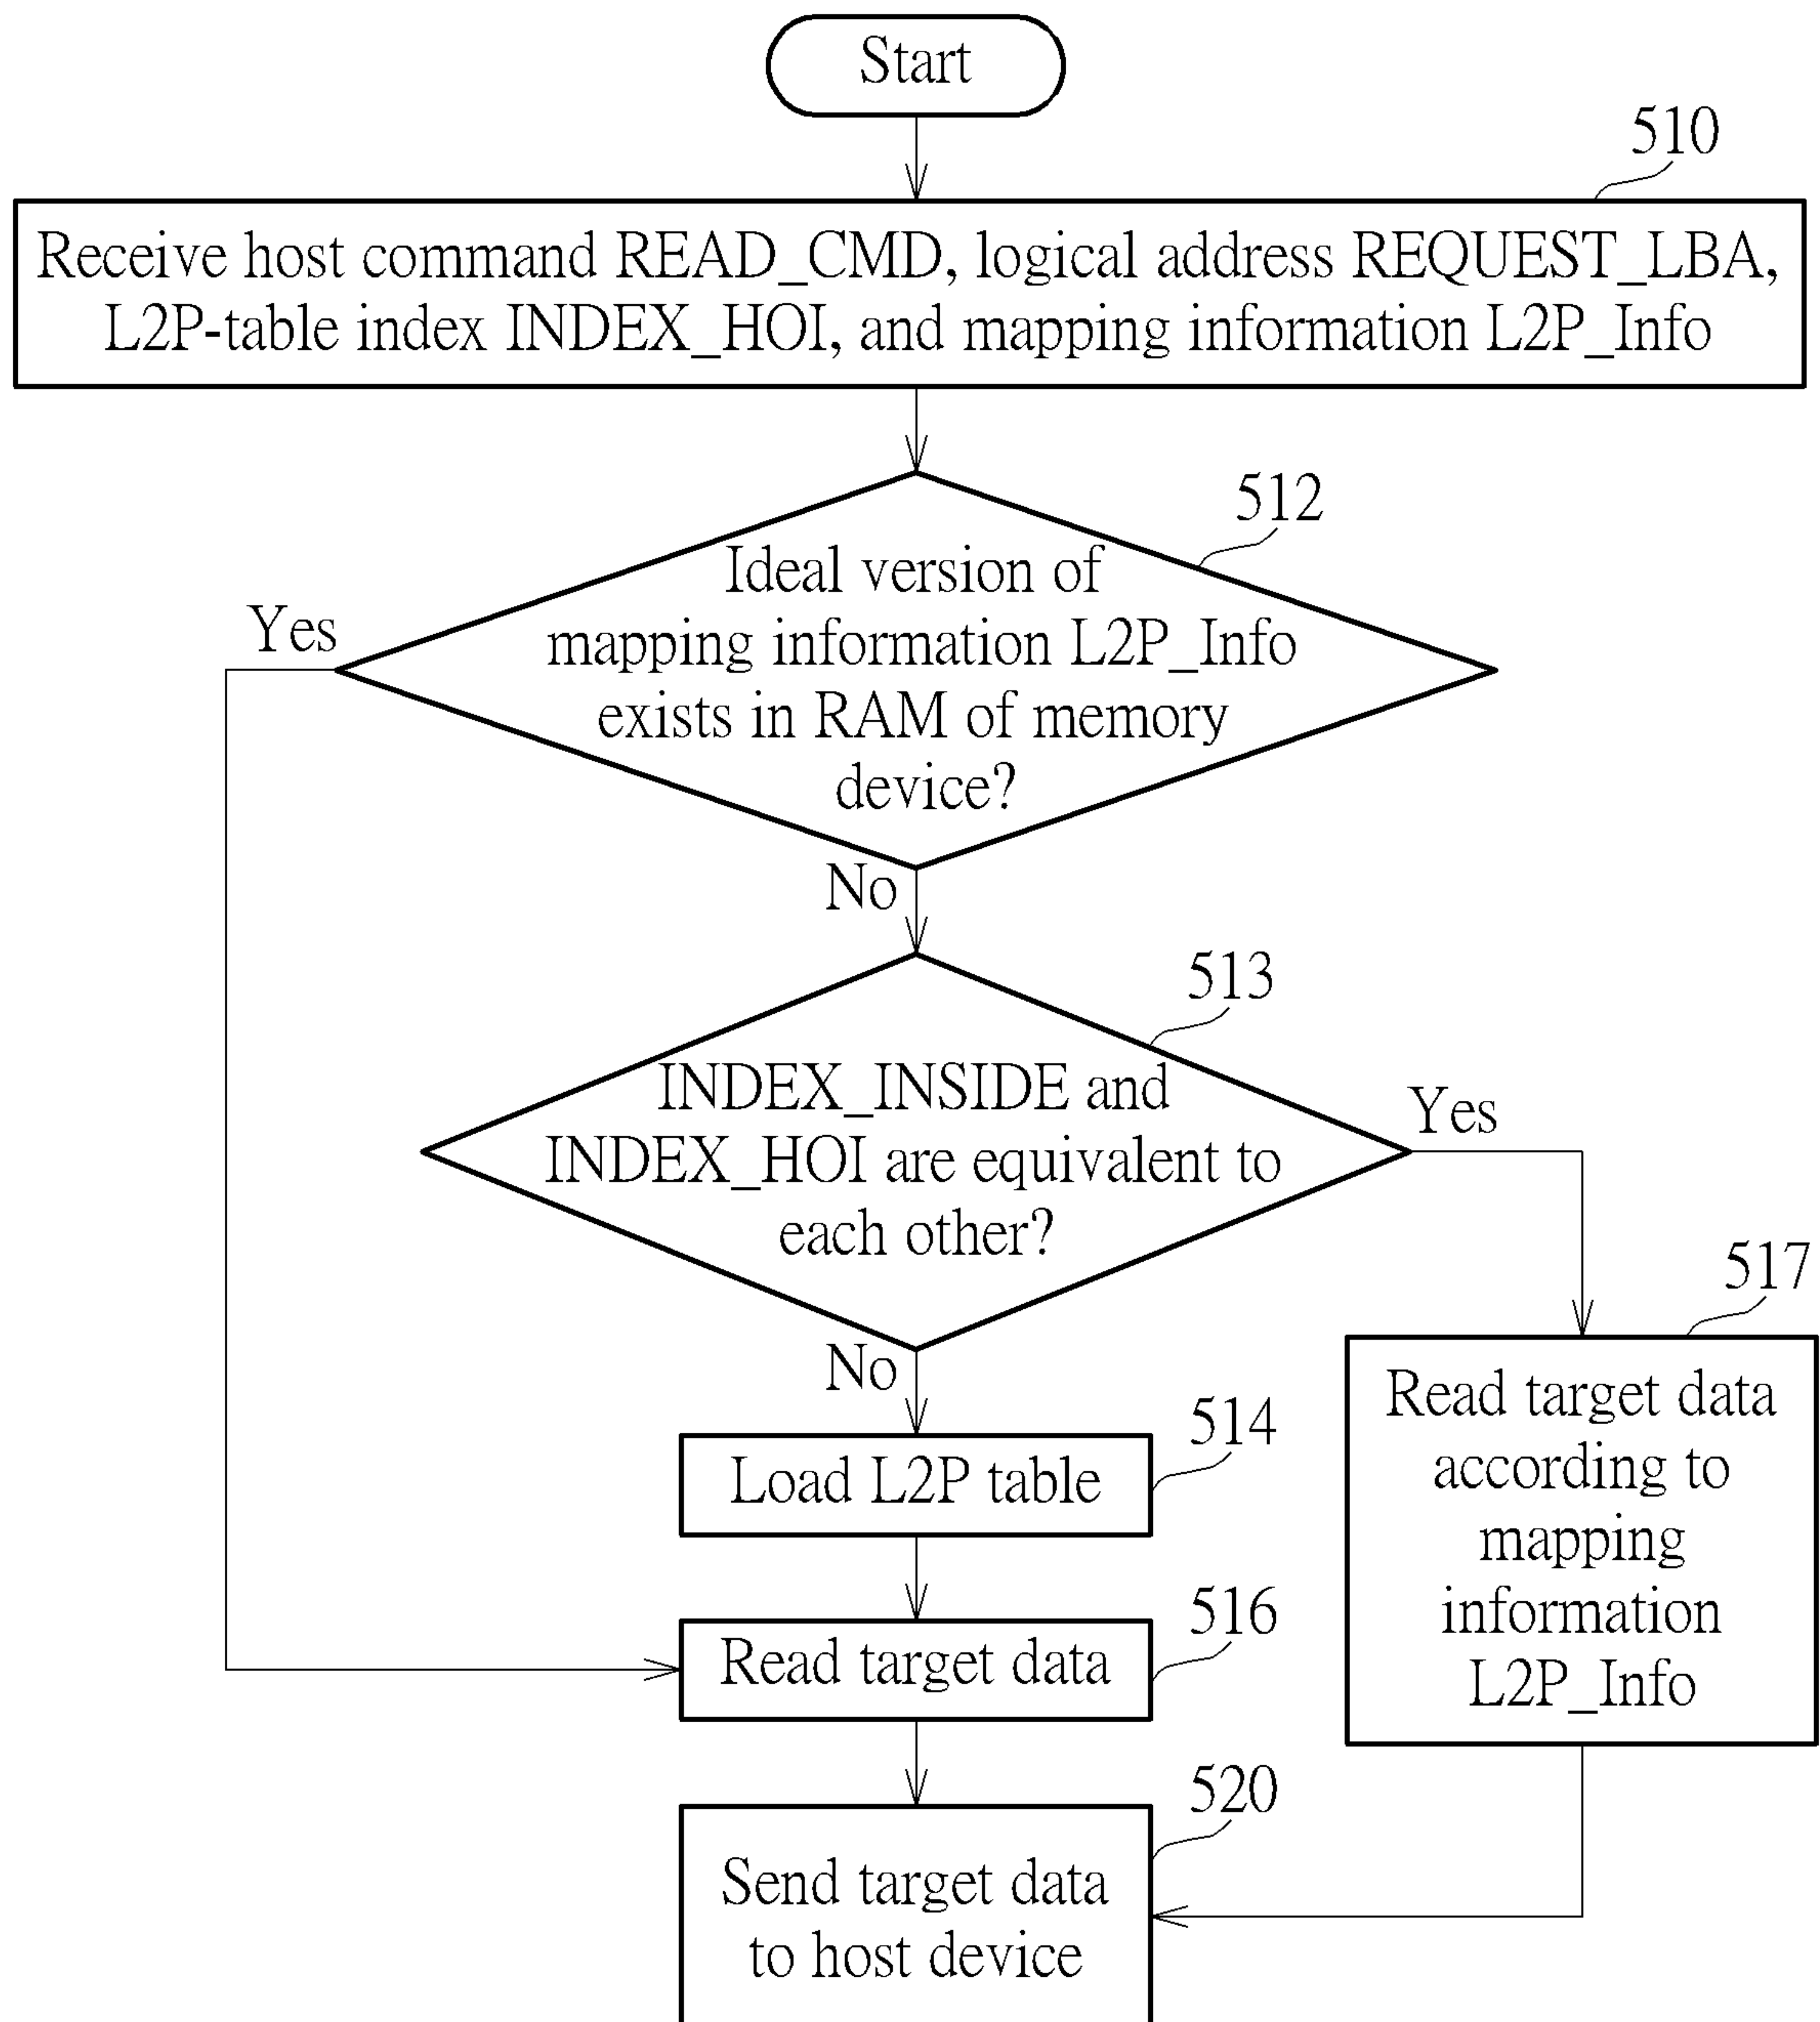 Start
510
Receive host command READ_CMD, logical address REQUEST_LBA,
L2P-table index INDEX_HOI, and mapping information L2P_Info
512
Ideal version of
mapping information L2P_Info
exists in RAM of memory
device?
Yes
No
513
INDEX_INSIDE and
INDEX_HOI are equivalent to
each other?
Yes
No
517
Read target data
according to
mapping
information
L2P_Info
514
Load L2P table
516
Read target data
520
Send target data
to host device